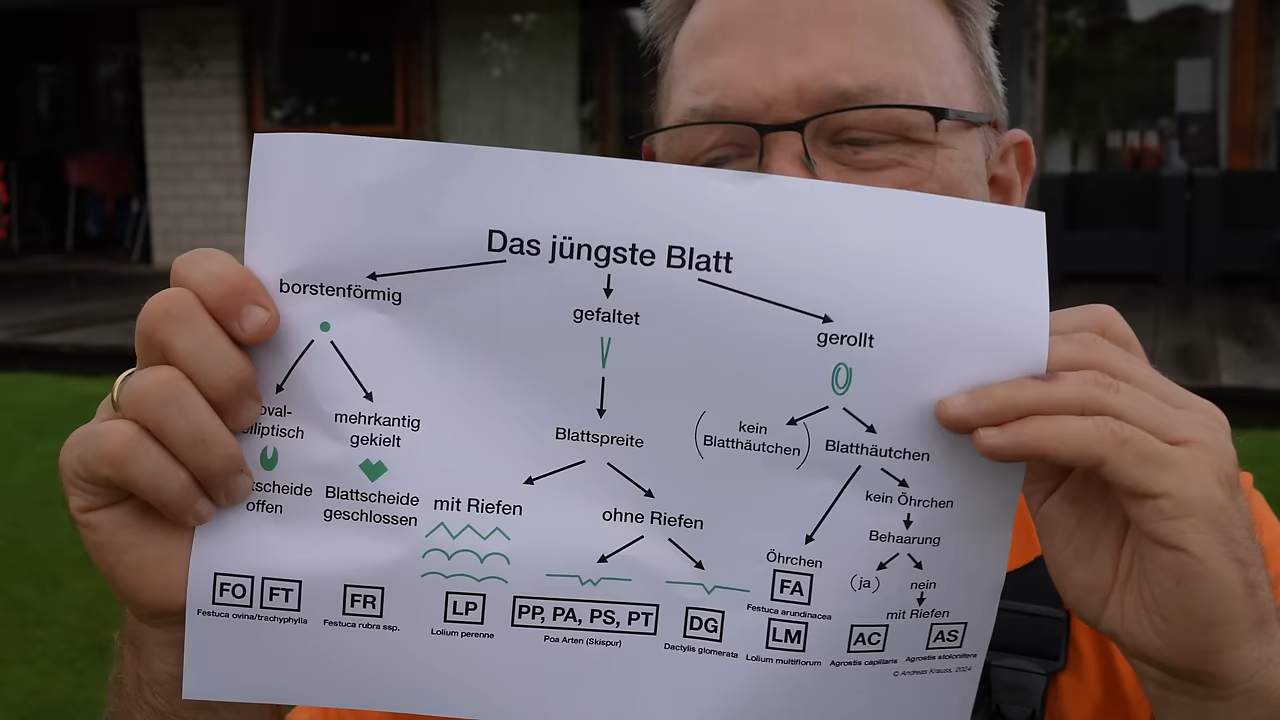 Das jüngste Blatt
borstenförmig
gefaltet
gerollt
mehrkantig
gekielt
Blattscheide
geschlossen
offen
Blattspreite
mit Riefen
ohne Riefen
(kein
Blatthäutchen)
Blatthäutchen
kein Öhrchen
Behaarung
Öhrchen
(ja)
nein
mit Riefen
FO
FT
Festuca ovina/trachyphylla
FR
Festuca rubra ssp.
LP
Lolium perenne
PP, PA, PS, PT
Poa Arten (Skispur)
DG
Dactylis glomerata
FA
Festuca arundinacea
LM
Lolium multiflorum
AC
Agrostis capillaris
AS
Agrostis stolonifera
© Andreas Krauss, 2024